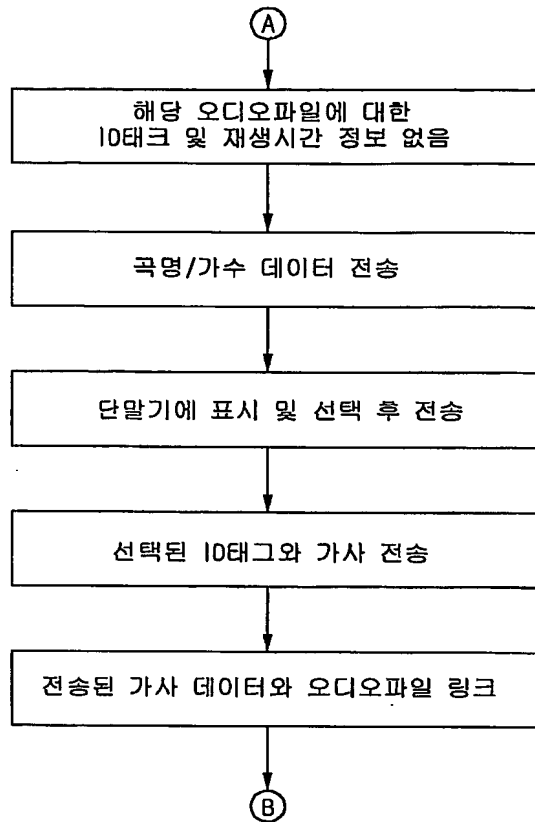 A
해당 오디오파일에 대한
ID태크 및 재생시간 정보 없음
곡명/가수 데이터 전송
단말기에 표시 및 선택 후 전송
선택된 ID태그와 가사 전송
전송된 가사 데이터와 오디오파일 링크
B